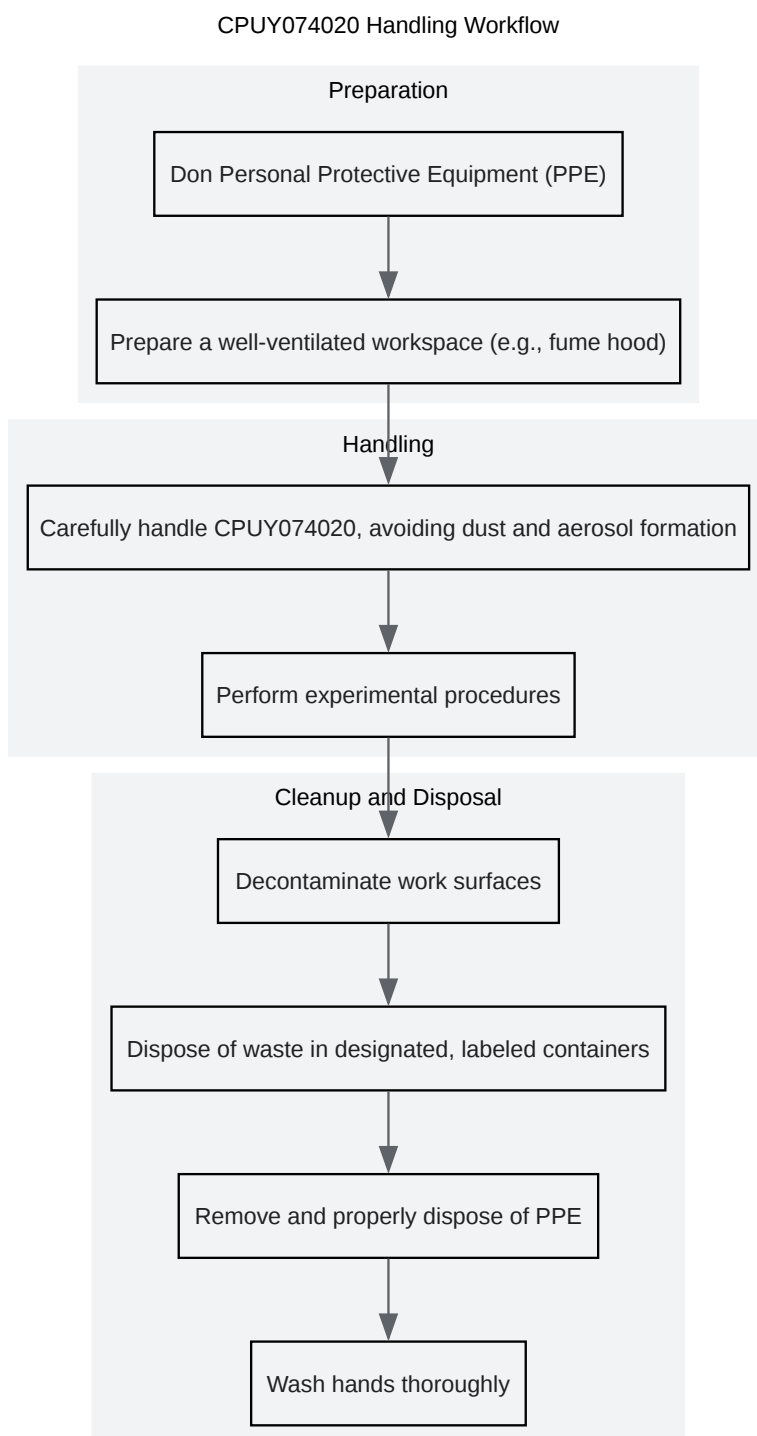 CPUY074020 Handling Workflow
Preparation
Don Personal Protective Equipment (PPE)
Prepare a well-ventilated workspace (e.g., fume hood)
Handling
Carefully handle CPUY074020, avoiding dust and aerosol formation
Perform experimental procedures
Cleanup and Disposal
Decontaminate work surfaces
Dispose of waste in designated, labeled containers
Remove and properly dispose of PPE
Wash hands thoroughly